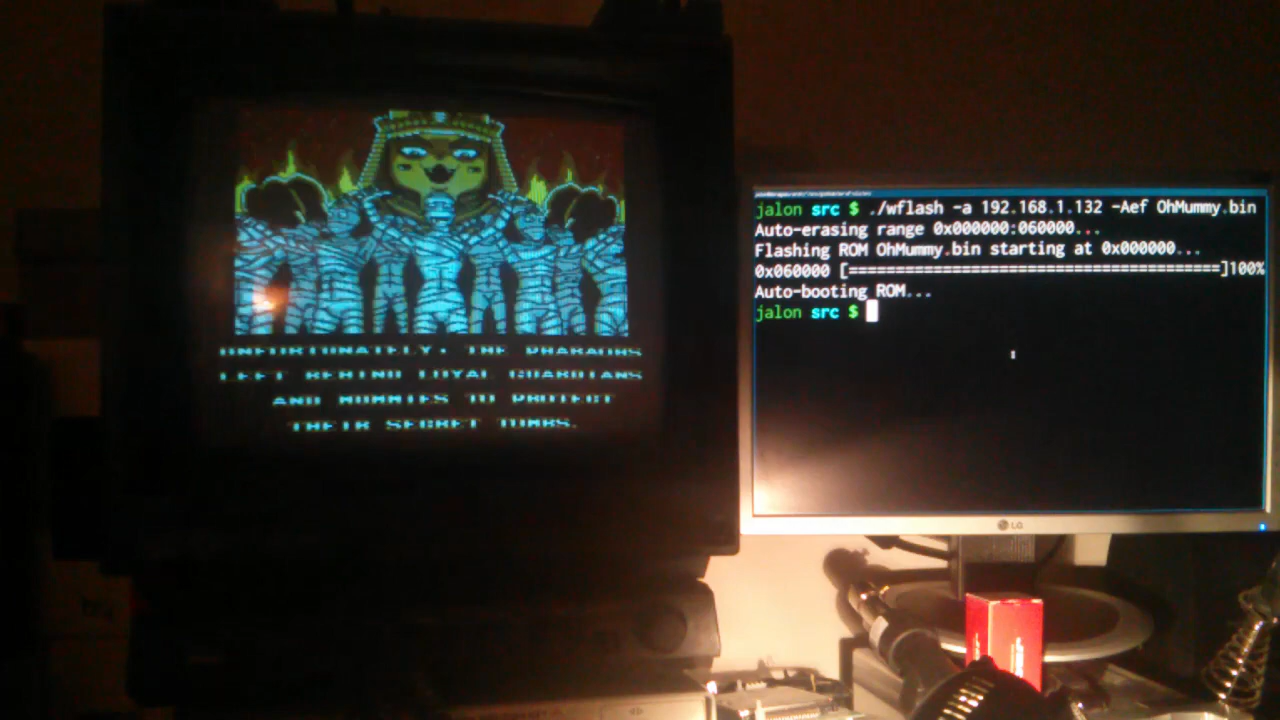 UNFORTUNATELY, THE PHARAOHS
LEFT BEHIND LOYAL GUARDIANS
AND MUMMIES TO PROTECT
THEIR SECRET TOMBS.
jalon src $ ./wflash -a 192.168.1.132 -Aef OhMummy.bin
Auto-erasing range 0x000000:060000...
Flashing ROM OhMummy.bin starting at 0x000000...
0x060000 [========================================]100%
Auto-booting ROM...
jalon src $
LG